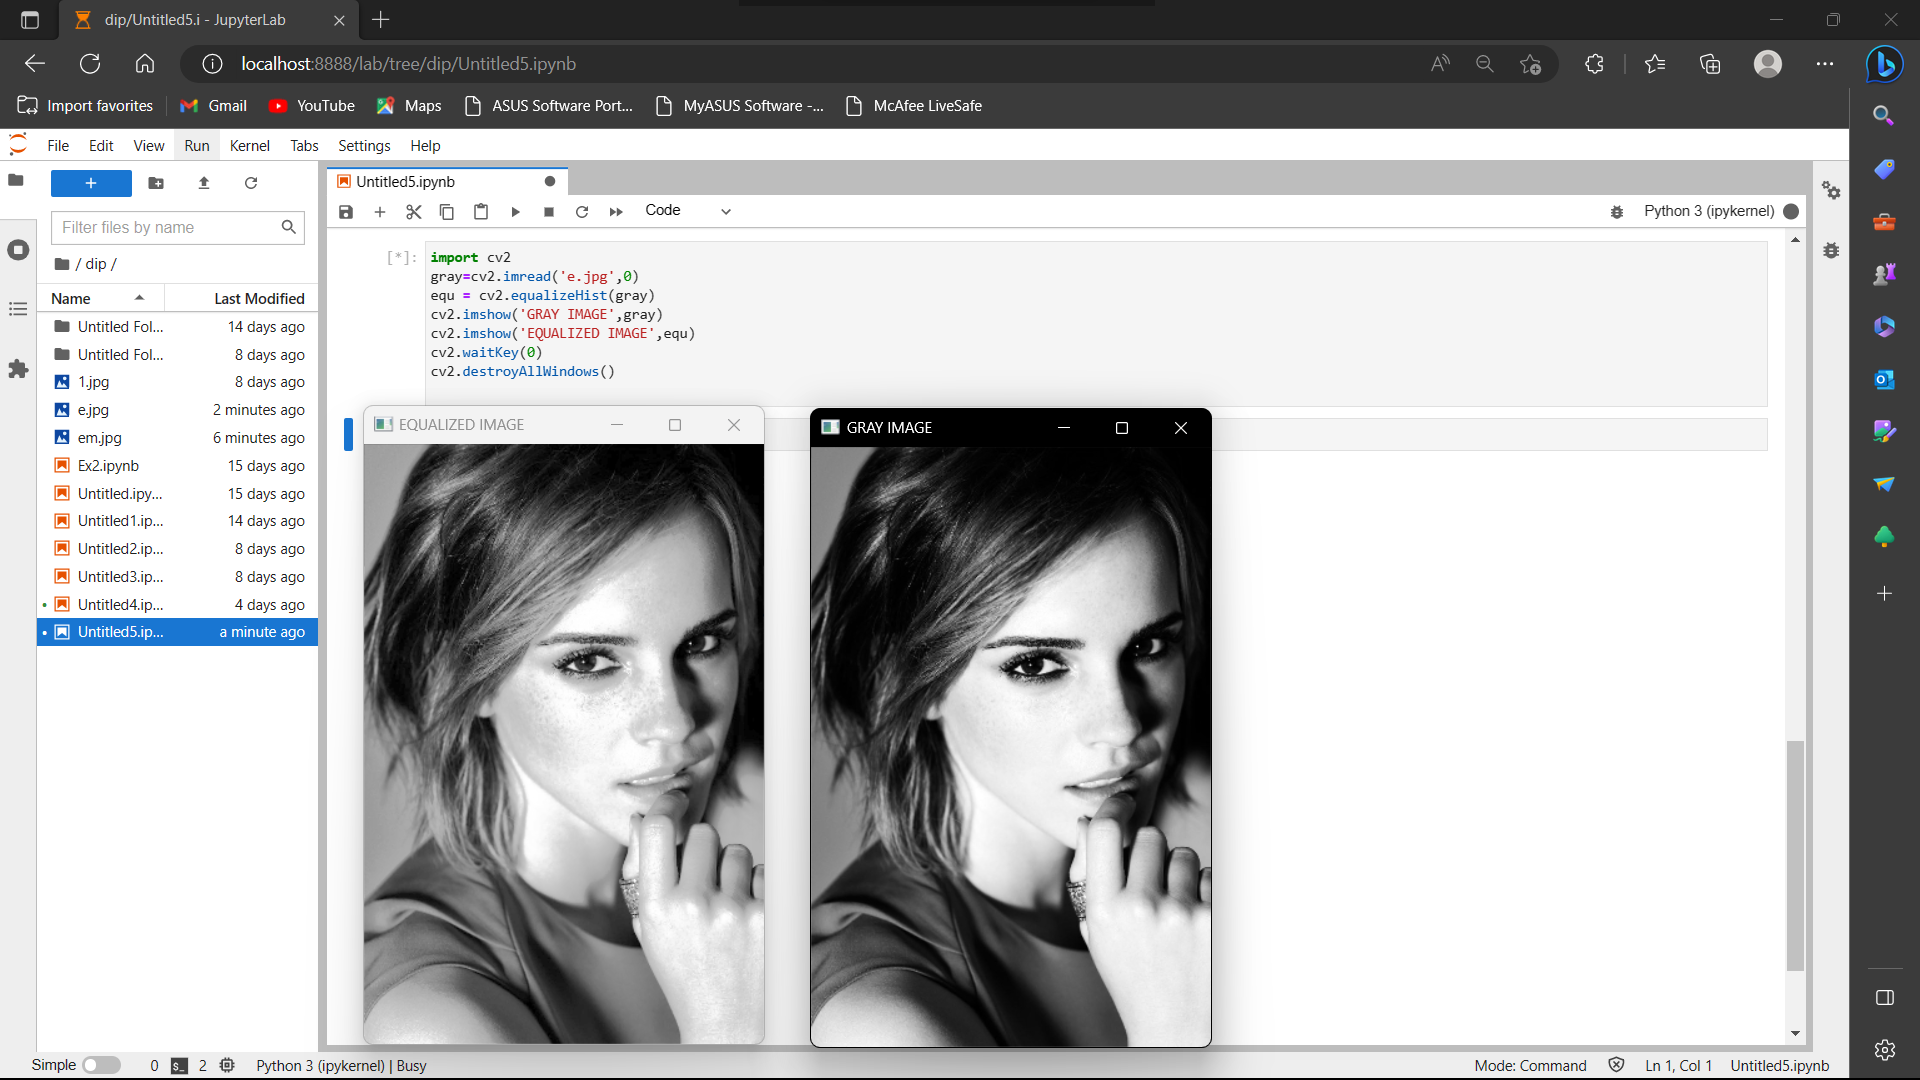 dip/Untitled5.i - JupyterLab
localhost:8888/lab/tree/dip/Untitled5.ipynb
Import favorites
Gmail
YouTube
Maps
ASUS Software Port...
MyASUS Software -...
McAfee LiveSafe
File Edit View Run Kernel Tabs Settings Help
Untitled5.ipynb
Code
Python 3 (ipykernel)
Filter files by name
/ dip /
Name Last Modified
Untitled Fol... 14 days ago
Untitled Fol... 8 days ago
1.jpg 8 days ago
e.jpg 2 minutes ago
em.jpg 6 minutes ago
Ex2.ipynb 15 days ago
Untitled.ipy... 15 days ago
Untitled1.ip... 14 days ago
Untitled2.ip... 8 days ago
Untitled3.ip... 8 days ago
Untitled4.ip... 4 days ago
Untitled5.ip... a minute ago
[*]:
import cv2
gray=cv2.imread('e.jpg',0)
equ = cv2.equalizeHist(gray)
cv2.imshow('GRAY IMAGE',gray)
cv2.imshow('EQUALIZED IMAGE',equ)
cv2.waitKey(0)
cv2.destroyAllWindows()
EQUALIZED IMAGE
GRAY IMAGE
Simple 0 2 Python 3 (ipykernel) | Busy
Mode: Command Ln 1, Col 1 Untitled5.ipynb